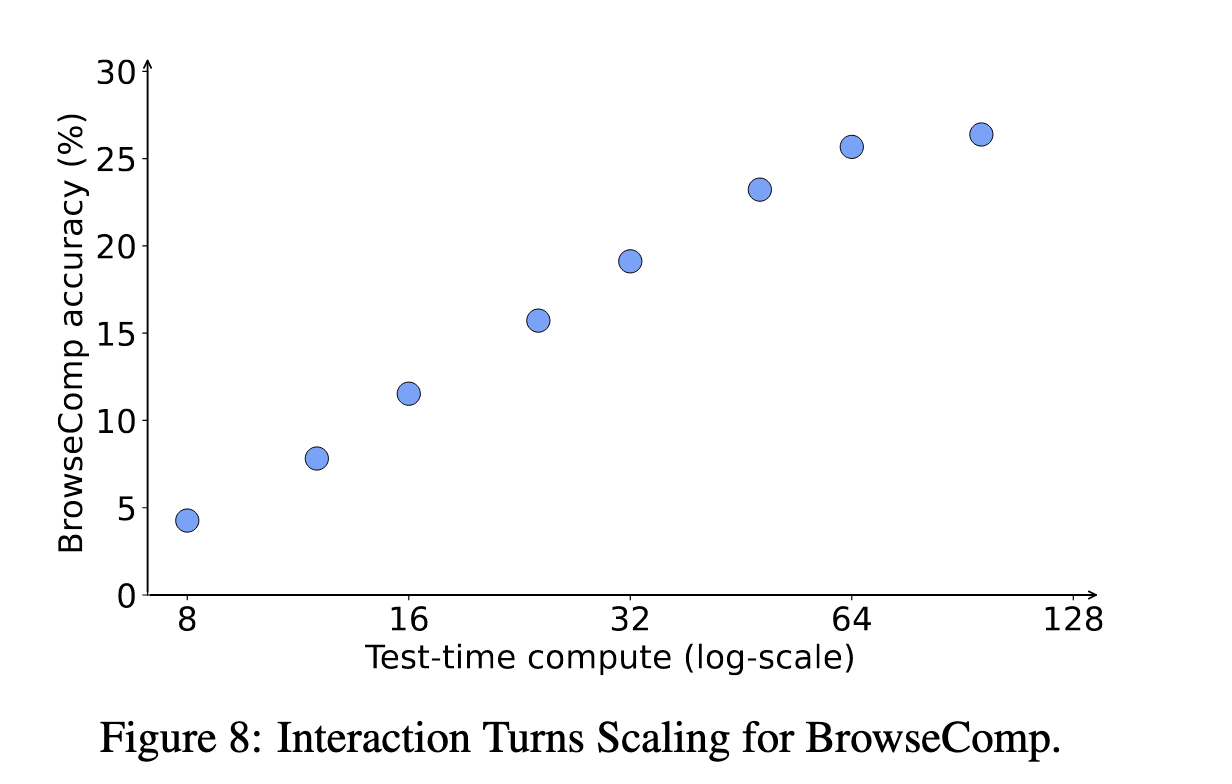 30
25
20
15
10
5
0
BrowseComp accuracy (%)
8 16 32 64 128
Test-time compute (log-scale)
Figure 8: Interaction Turns Scaling for BrowseComp.